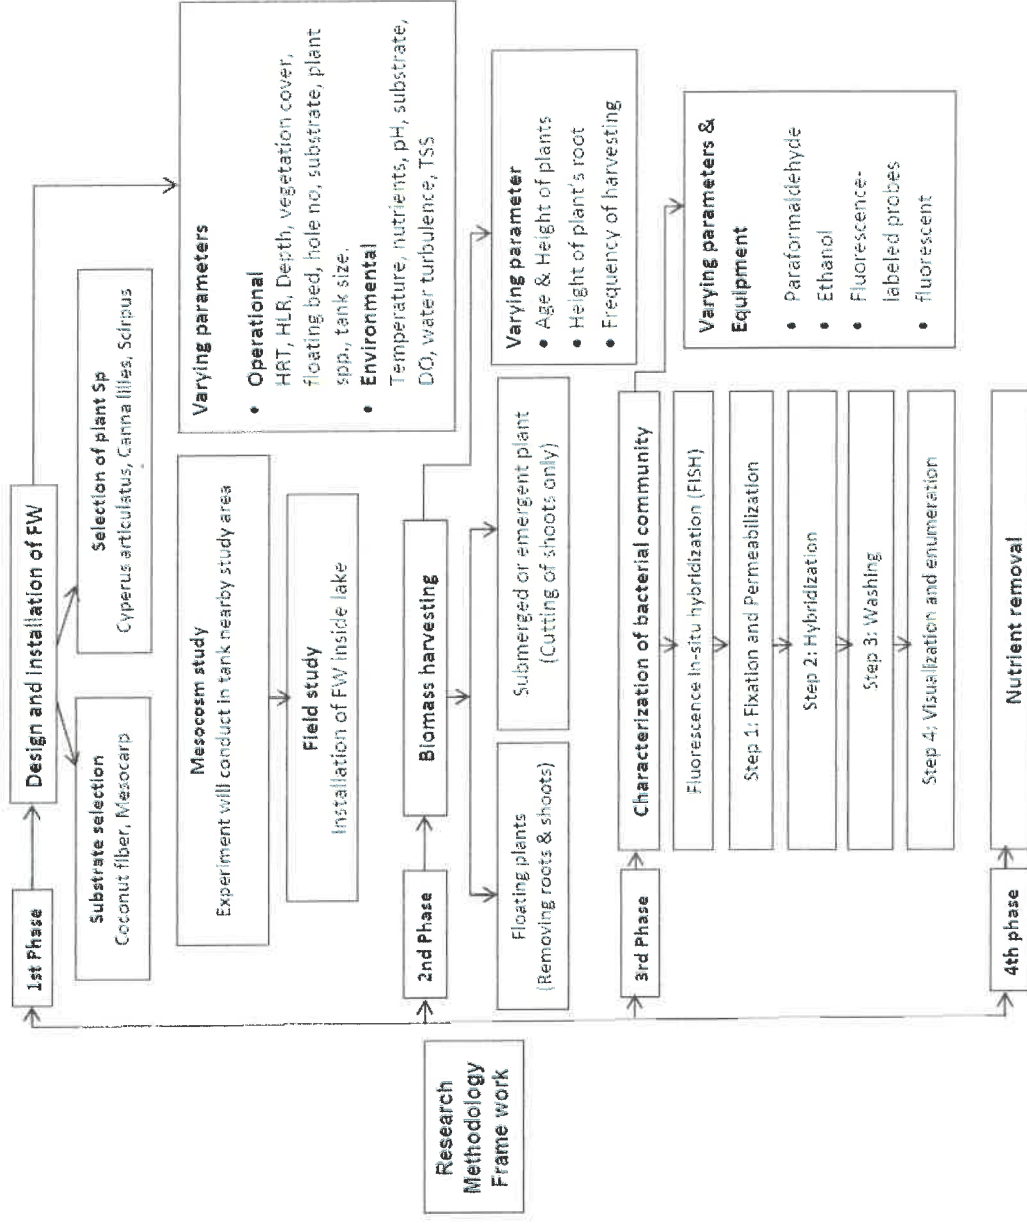 Research
Methodology
Frame work
1st Phase
Design and installation of FW
Substrate selection
Coconut fiber, Mesocarp
Selection of plant Sp
Cyperus articulatus, Canna lilies, Scirpus
Mesocosm study
Experiment will conduct in tank nearby study area
Field study
Installation of FW inside lake
Varying parameters
• Operational
HRT, HLR, Depth, vegetation cover,
floating bed, hole no, substrate, plant
spp., tank size.
• Environmental
Temperature, nutrients, pH, substrate,
DO, water turbulence, TSS
2nd Phase
Biomass harvesting
Floating plants
(Removing roots & shoots)
Submerged or emergent plant
(Cutting of shoots only)
Varying parameter
• Age & Height of plants
• Height of plant's root
• Frequency of harvesting
3rd Phase
Characterization of bacterial community
Fluorescence In-situ hybridization (FISH)
Step 1: Fixation and Permeabilization
Step 2: Hybridization
Step 3: Washing
Step 4: Visualization and enumeration
Varying parameters &
Equipment
• Paraformaldehyde
• Ethanol
• Fluorescence-
labeled probes
• fluorescent
4th phase
Nutrient removal